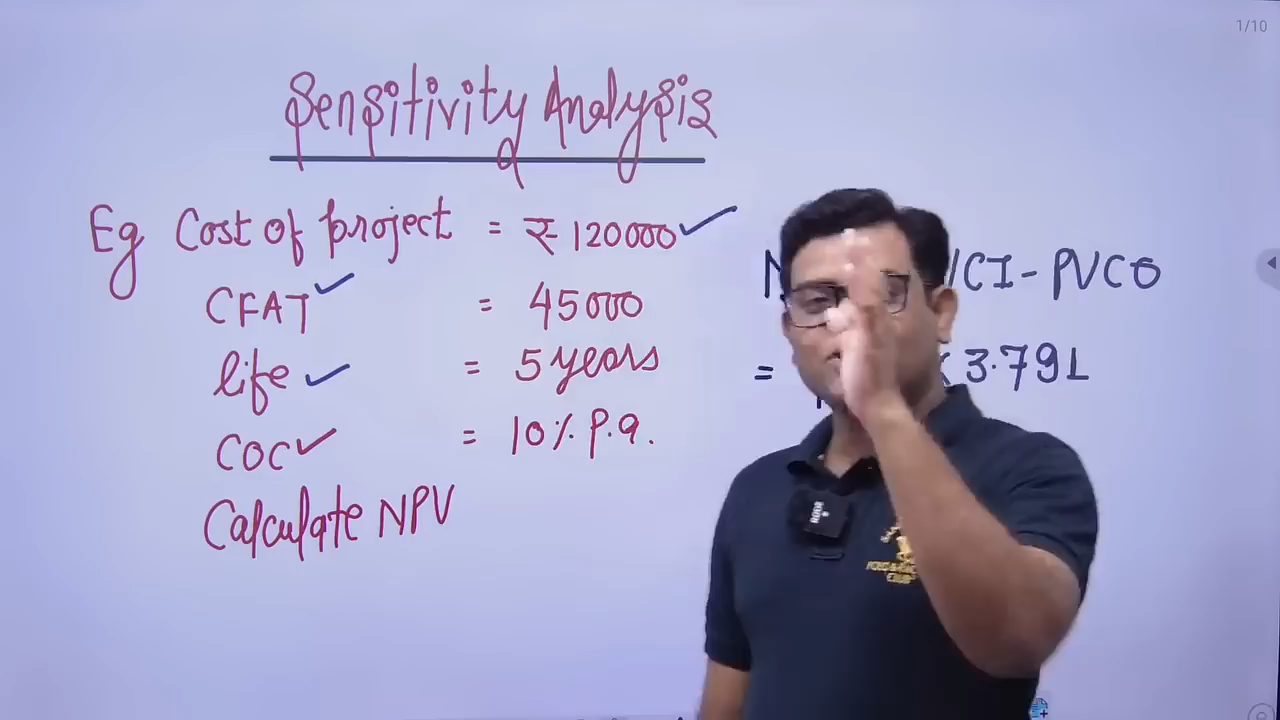 1/10
Sensitivity Analysis
Eg Cost of project = ₹ 120000
CFAT = 45000
life = 5 years
COC = 10% p.a.
Calculate NPV
CI - PVCO
= 3.791